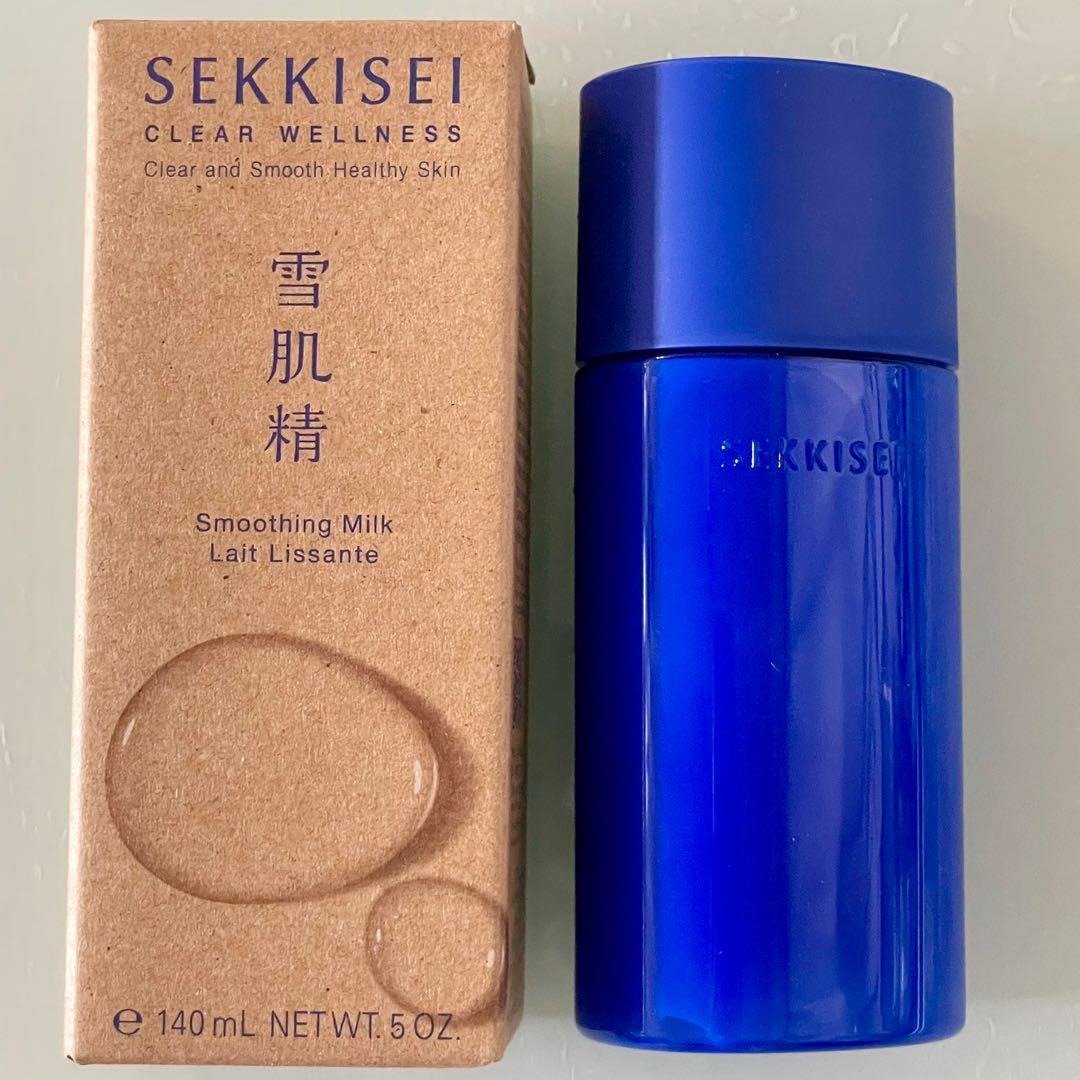 SEKKISEI
CLEAR WELLNESS
Clear and Smooth Healthy Skin
雪
肌
精
Smoothing Milk
Lait Lissante
e 140 mL NET WT. 5 OZ.
SEKKISEI